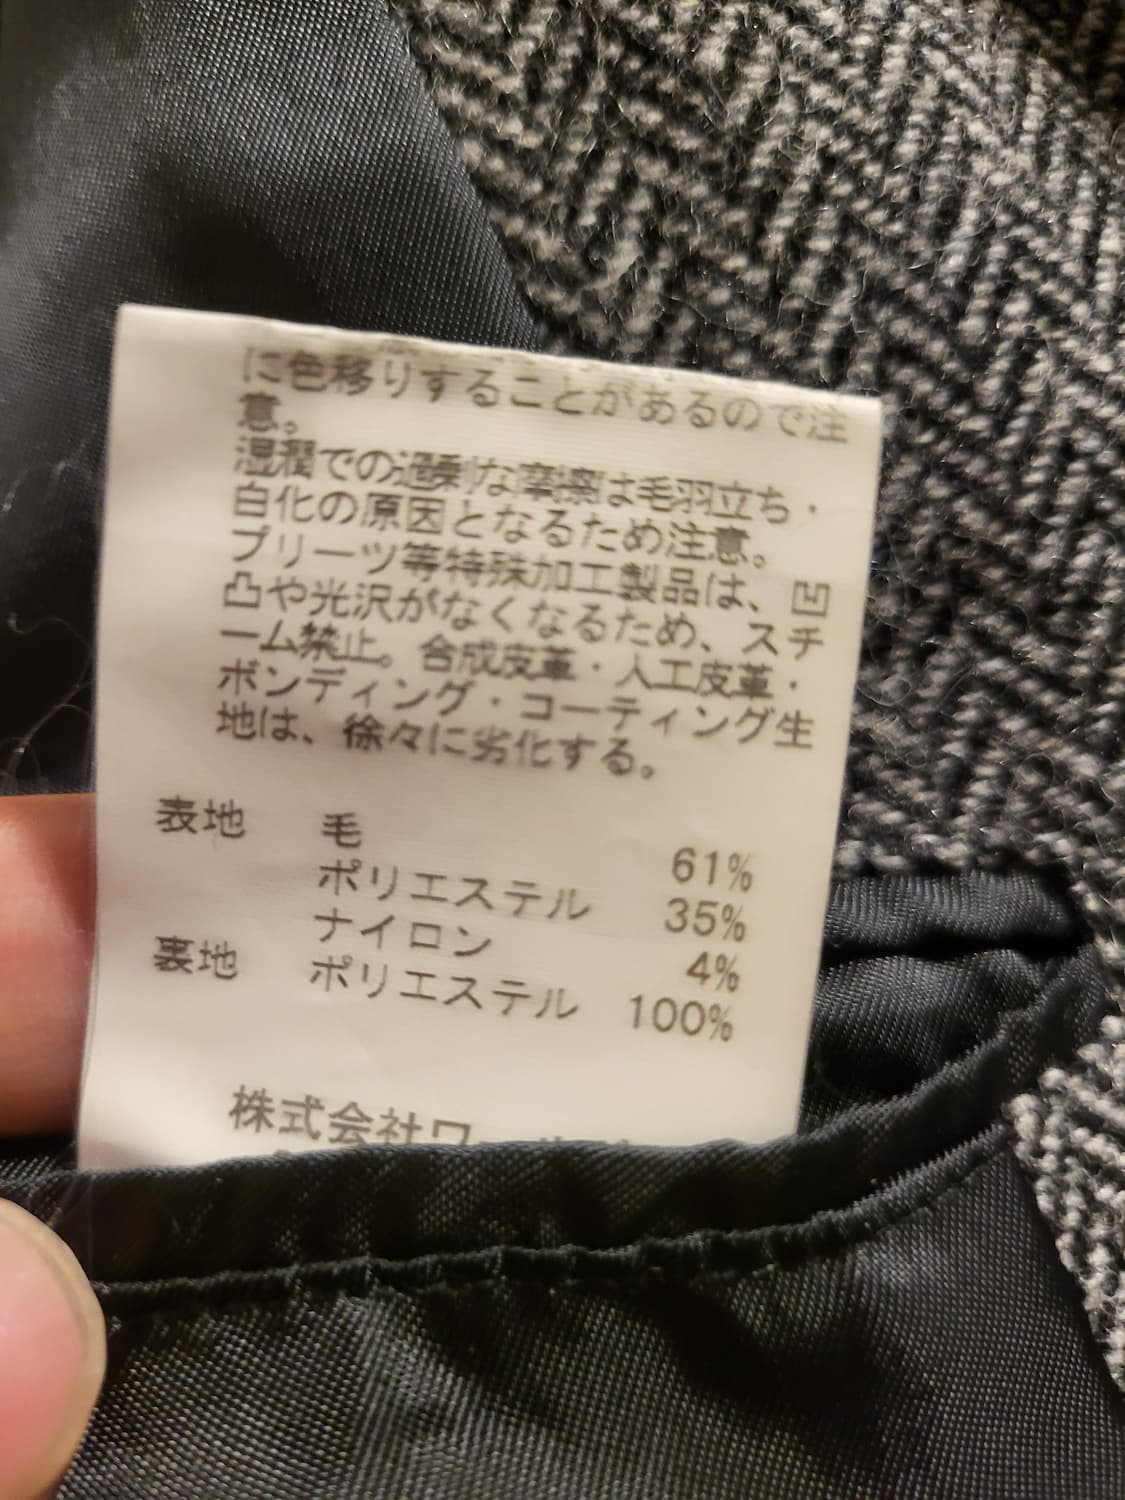 に色移りすることがあるので注
意。
湿潤での過剰な摩擦は毛羽立ち・
白化の原因となるため注意。
プリーツ等特殊加工製品は、凹
凸や光沢がなくなるため、スチ
ーム禁止。合成皮革・人工皮革・
ボンディング・コーティング生
地は、徐々に劣化する。
表地 毛 61%
ポリエステル 35%
ナイロン 4%
裏地 ポリエステル 100%
株式会社ワ